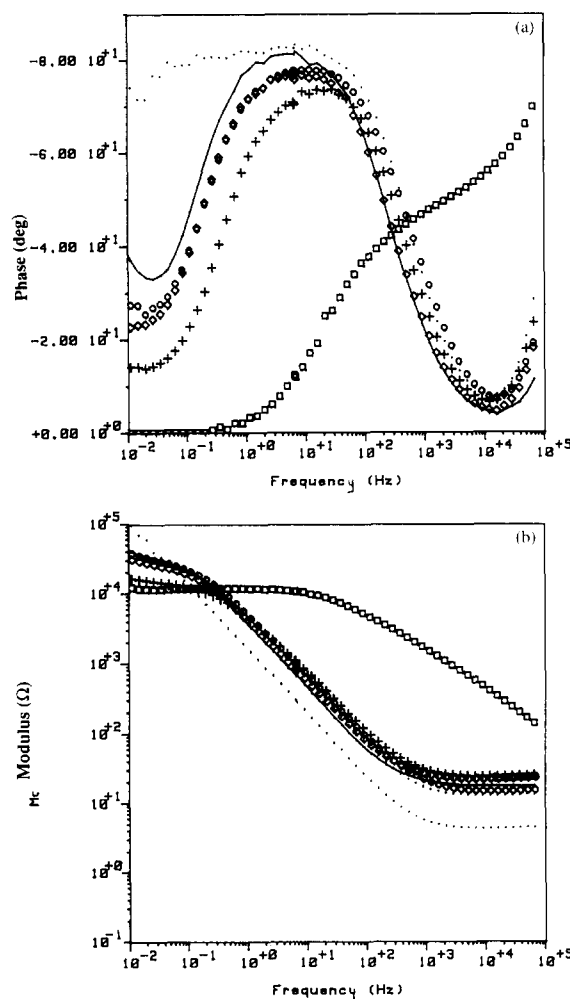 (a)
-8.00 10+1
-6.00 10+1
-4.00 10+1
-2.00 10+1
+0.00 10+0
Phase (deg)
10-2 10-1 10+0 10+1 10+2 10+3 10+4 10+5
Frequency (Hz)
(b)
10+5
10+4
10+3
10+2
10+1
10+0
10-1
Mc Modulus (Ω)
10-2 10-1 10+0 10+1 10+2 10+3 10+4 10+5
Frequency (Hz)